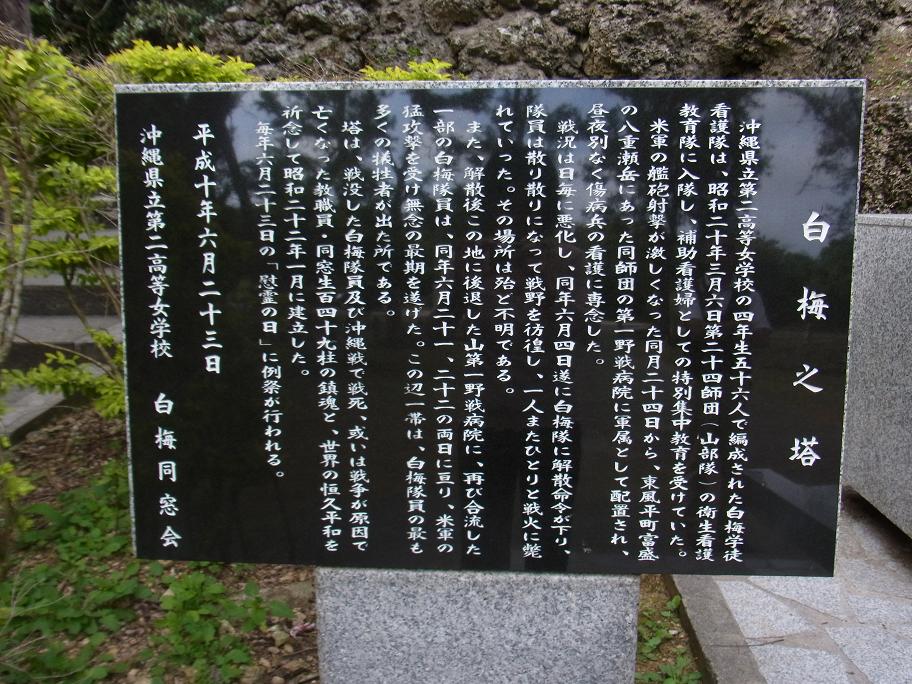 白梅之塔
沖縄県立第二高等女学校の四年生五十六人で編成された白梅学徒
看護隊は、昭和二十年三月六日第二十四師団（山部隊）の衛生看護
教育隊に入隊し、補助看護婦としての特別集中教育を受けていた。
米軍の艦砲射撃が激しくなった同月二十四日から、東風平町富盛
の八重瀬岳にあった同師団の第一野戦病院に軍属として配置され、
昼夜別なく傷病兵の看護に専念した。
戦況は日毎に悪化し、同年六月四日遂に白梅隊に解散命令が下り、
隊員は散り散りになって戦野を彷徨し、一人またひとりと戦火に斃
れていった。その場所は殆ど不明である。
また、解散後この地に後退した山第一野戦病院に、再び合流した
一部の白梅隊員は、同年六月二十一、二十二の両日に亘り、米軍の
猛攻撃を受け無念の最期を遂げた。この辺一帯は、白梅隊員の最も
多くの犠牲者が出た所である。
塔は、戦没した白梅隊員及び沖縄戦で戦死、或いは戦争が原因で
亡くなった教職員、同窓生百四十九柱の鎮魂と、世界の恒久平和を
祈念して昭和二十二年一月に建立した。
毎年六月二十三日の「慰霊の日」に例祭が行われる。
平成十年六月二十三日
沖縄県立第二高等女学校 白梅同窓会